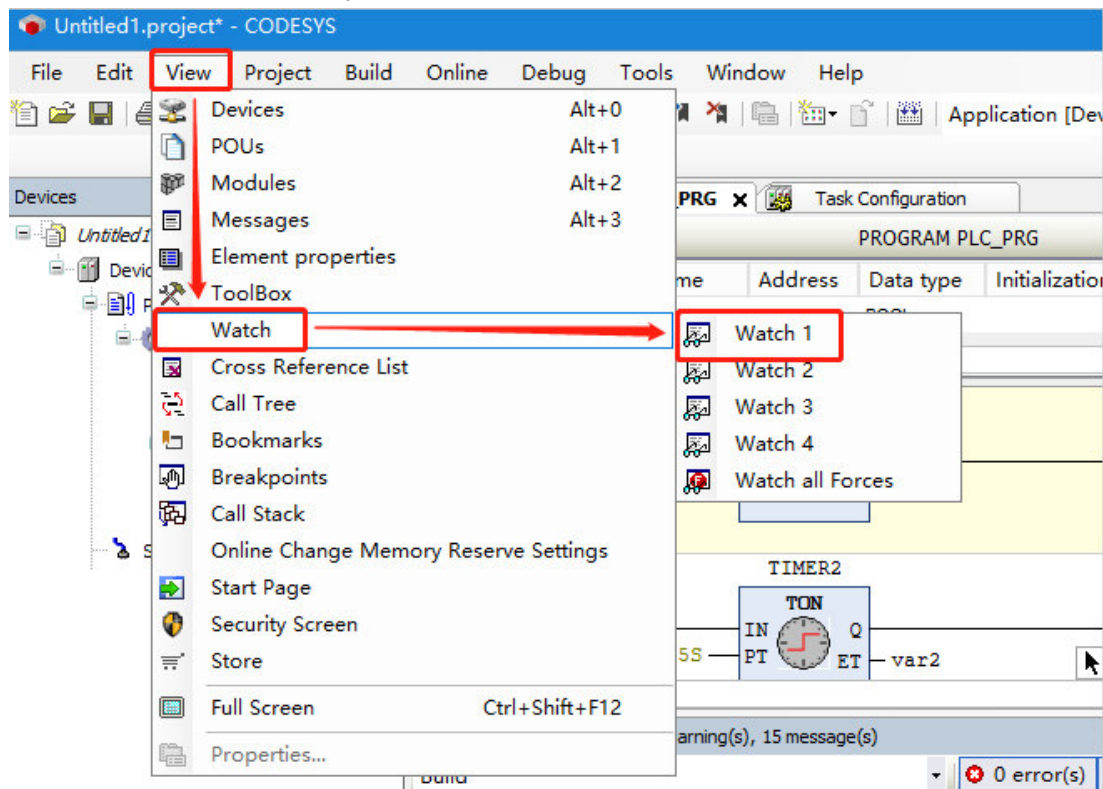 Untitled1.project* - CODESYS
File Edit View Project Build Online Debug Tools Window Help
Devices Alt+0
Application [Dev
POUs Alt+1
Modules Alt+2
Devices
PRG
Task Configuration
Messages Alt+3
Untitled1
PROGRAM PLC_PRG
Element properties
Devic
me Address Data type Initialization
ToolBox
P
Watch
Watch 1
Cross Reference List
Watch 2
Call Tree
Watch 3
Bookmarks
Watch 4
Breakpoints
Watch all Forces
Call Stack
Online Change Memory Reserve Settings
S
TIMER2
Start Page
TON
Security Screen
IN Q
Store
5S PT ET var2
Full Screen Ctrl+Shift+F12
arning(s), 15 message(s)
Properties...
Build
0 error(s)